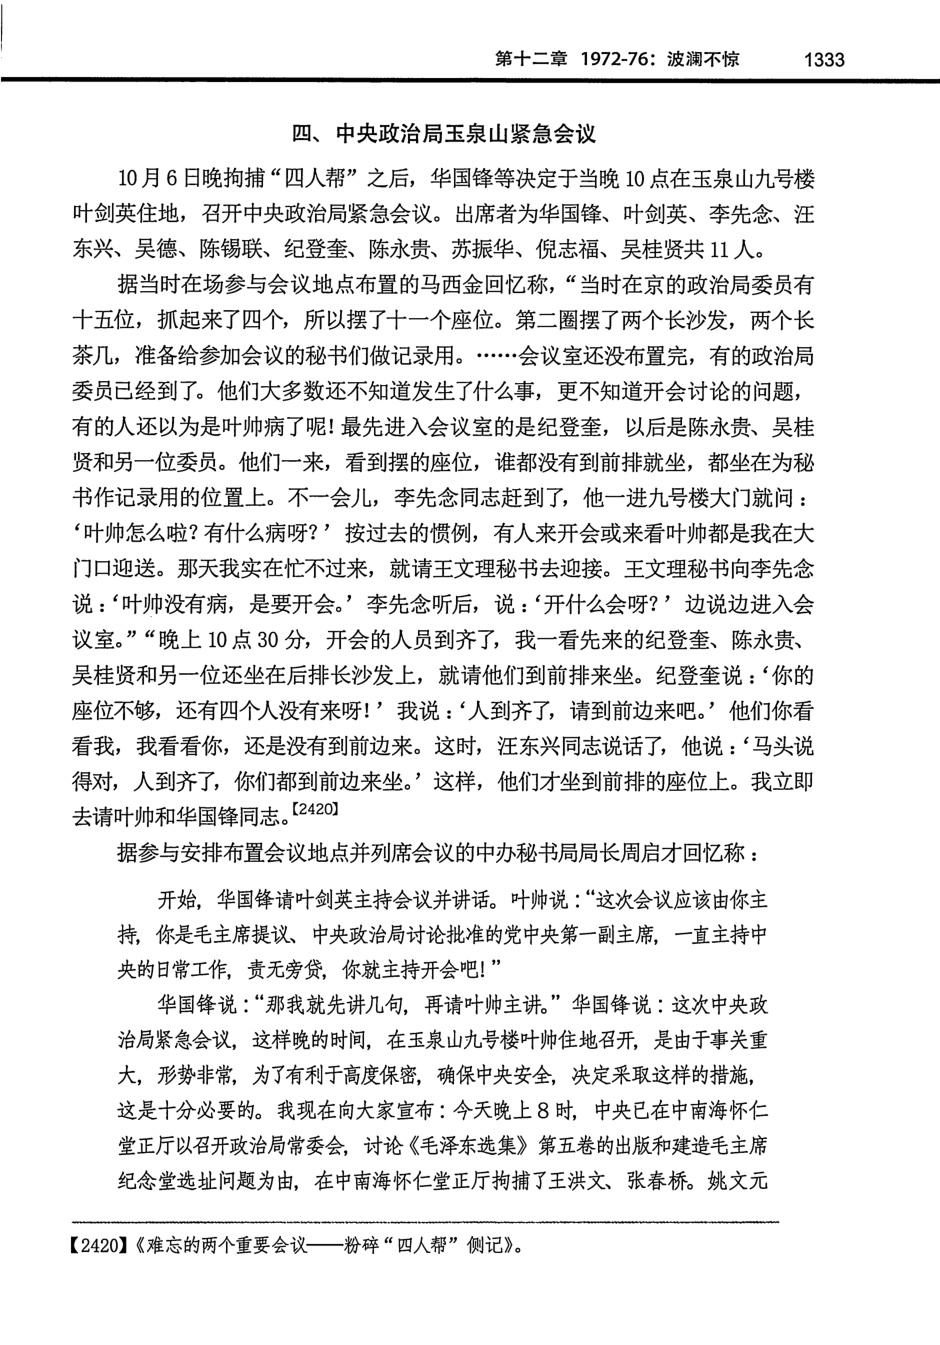 第十二章 1972-76：波澜不惊 1333
四、中央政治局玉泉山紧急会议
10月6日晚拘捕“四人帮”之后，华国锋等决定于当晚10点在玉泉山九号楼
叶剑英住地，召开中央政治局紧急会议。出席者为华国锋、叶剑英、李先念、汪
东兴、吴德、陈锡联、纪登奎、陈永贵、苏振华、倪志福、吴桂贤共11人。
据当时在场参与会议地点布置的马西金回忆称，“当时在京的政治局委员有
十五位，抓起来了四个，所以摆了十一个座位。第二圈摆了两个长沙发，两个长
茶几，准备给参加会议的秘书们做记录用。……会议室还没布置完，有的政治局
委员已经到了。他们大多数还不知道发生了什么事，更不知道开会讨论的问题，
有的人还以为是叶帅病了呢！最先进入会议室的是纪登奎，以后是陈永贵、吴桂
贤和另一位委员。他们一来，看到摆的座位，谁都没有到前排就坐，都坐在为秘
书作记录用的位置上。不一会儿，李先念同志赶到了，他一进九号楼大门就问：
‘叶帅怎么啦？有什么病呀？’按过去的惯例，有人来开会或来看叶帅都是我在大
门口迎送。那天我实在忙不过来，就请王文理秘书去迎接。王文理秘书向李先念
说：‘叶帅没有病，是要开会。’李先念听后，说：‘开什么会呀？’边说边进入会
议室。”“晚上10点30分，开会的人员到齐了，我一看先来的纪登奎、陈永贵、
吴桂贤和另一位还坐在后排长沙发上，就请他们到前排来坐。纪登奎说：‘你的
座位不够，还有四个人没有来呀！’我说：‘人到齐了，请到前边来吧。’他们你看
看我，我看看你，还是没有到前边来。这时，汪东兴同志说话了，他说：‘马头说
得对，人到齐了，你们都到前边来坐。’这样，他们才坐到前排的座位上。我立即
去请叶帅和华国锋同志。【2420】
据参与安排布置会议地点并列席会议的中办秘书局局长周启才回忆称：
开始，华国锋请叶剑英主持会议并讲话。叶帅说：“这次会议应该由你主
持，你是毛主席提议、中央政治局讨论批准的党中央第一副主席，一直主持中
央的日常工作，责无旁贷，你就主持开会吧！”
华国锋说：“那我就先讲几句，再请叶帅主讲。”华国锋说：这次中央政
治局紧急会议，这样晚的时间，在玉泉山九号楼叶帅住地召开，是由于事关重
大，形势非常，为了有利于高度保密，确保中央安全，决定采取这样的措施，
这是十分必要的。我现在向大家宣布：今天晚上8时，中央已在中南海怀仁
堂正厅以召开政治局常委会，讨论《毛泽东选集》第五卷的出版和建造毛主席
纪念堂选址问题为由，在中南海怀仁堂正厅拘捕了王洪文、张春桥。姚文元
【2420】《难忘的两个重要会议——粉碎“四人帮”侧记》。